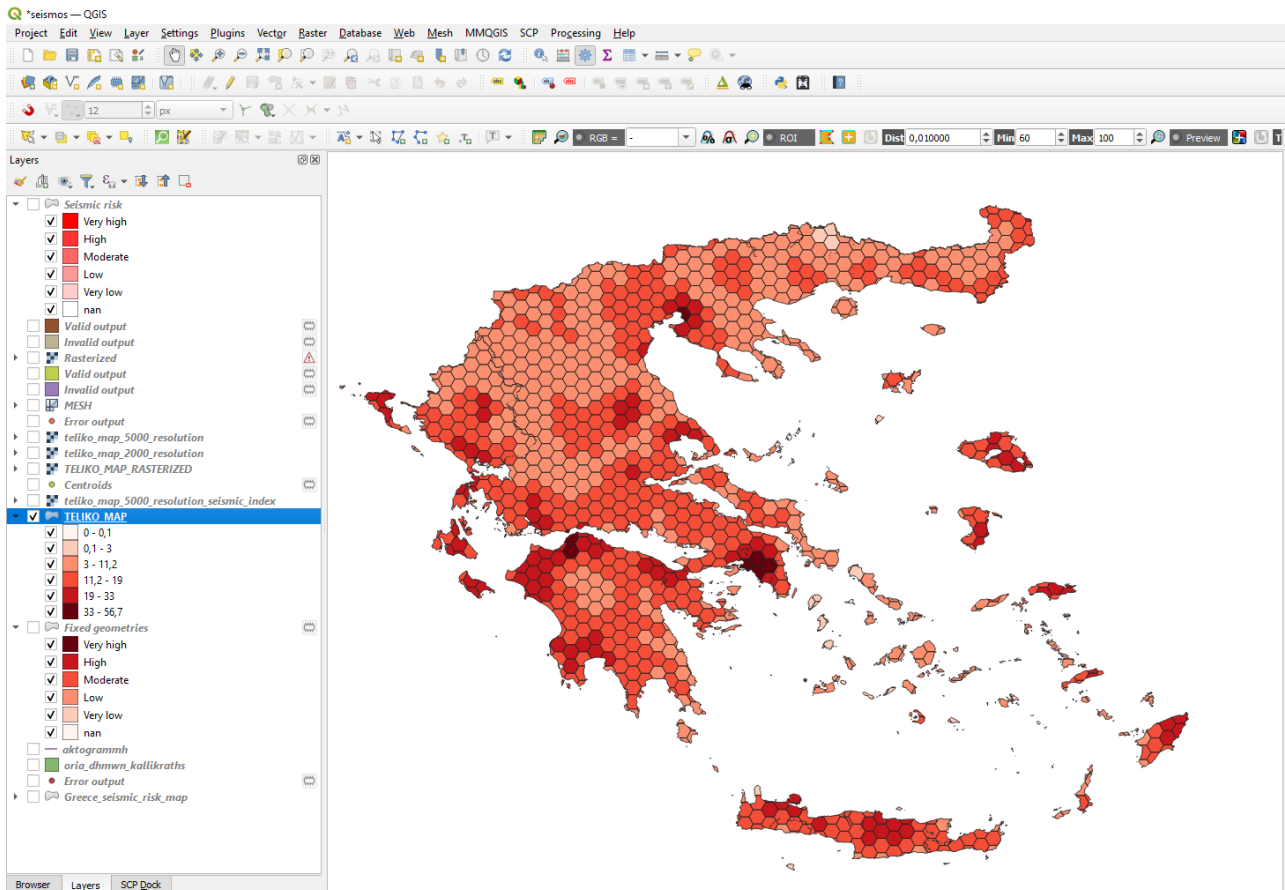 *seismos — QGIS
Project Edit View Layer Settings Plugins Vector Raster Database Web Mesh MMQGIS SCP Processing Help
12 px
RGB = - ROI Dist 0,010000 Min 60 Max 100 Preview T
Layers
Seismic risk
Very high
High
Moderate
Low
Very low
nan
Valid output
Invalid output
Rasterized
Valid output
Invalid output
MESH
Error output
teliko_map_5000_resolution
teliko_map_2000_resolution
TELIKO_MAP_RASTERIZED
Centroids
teliko_map_5000_resolution_seismic_index
TELIKO_MAP
0 - 0,1
0,1 - 3
3 - 11,2
11,2 - 19
19 - 33
33 - 56,7
Fixed geometries
Very high
High
Moderate
Low
Very low
nan
aktogrammh
oria_dhmwn_kallikraths
Error output
Greece_seismic_risk_map
Browser Layers SCP Dock